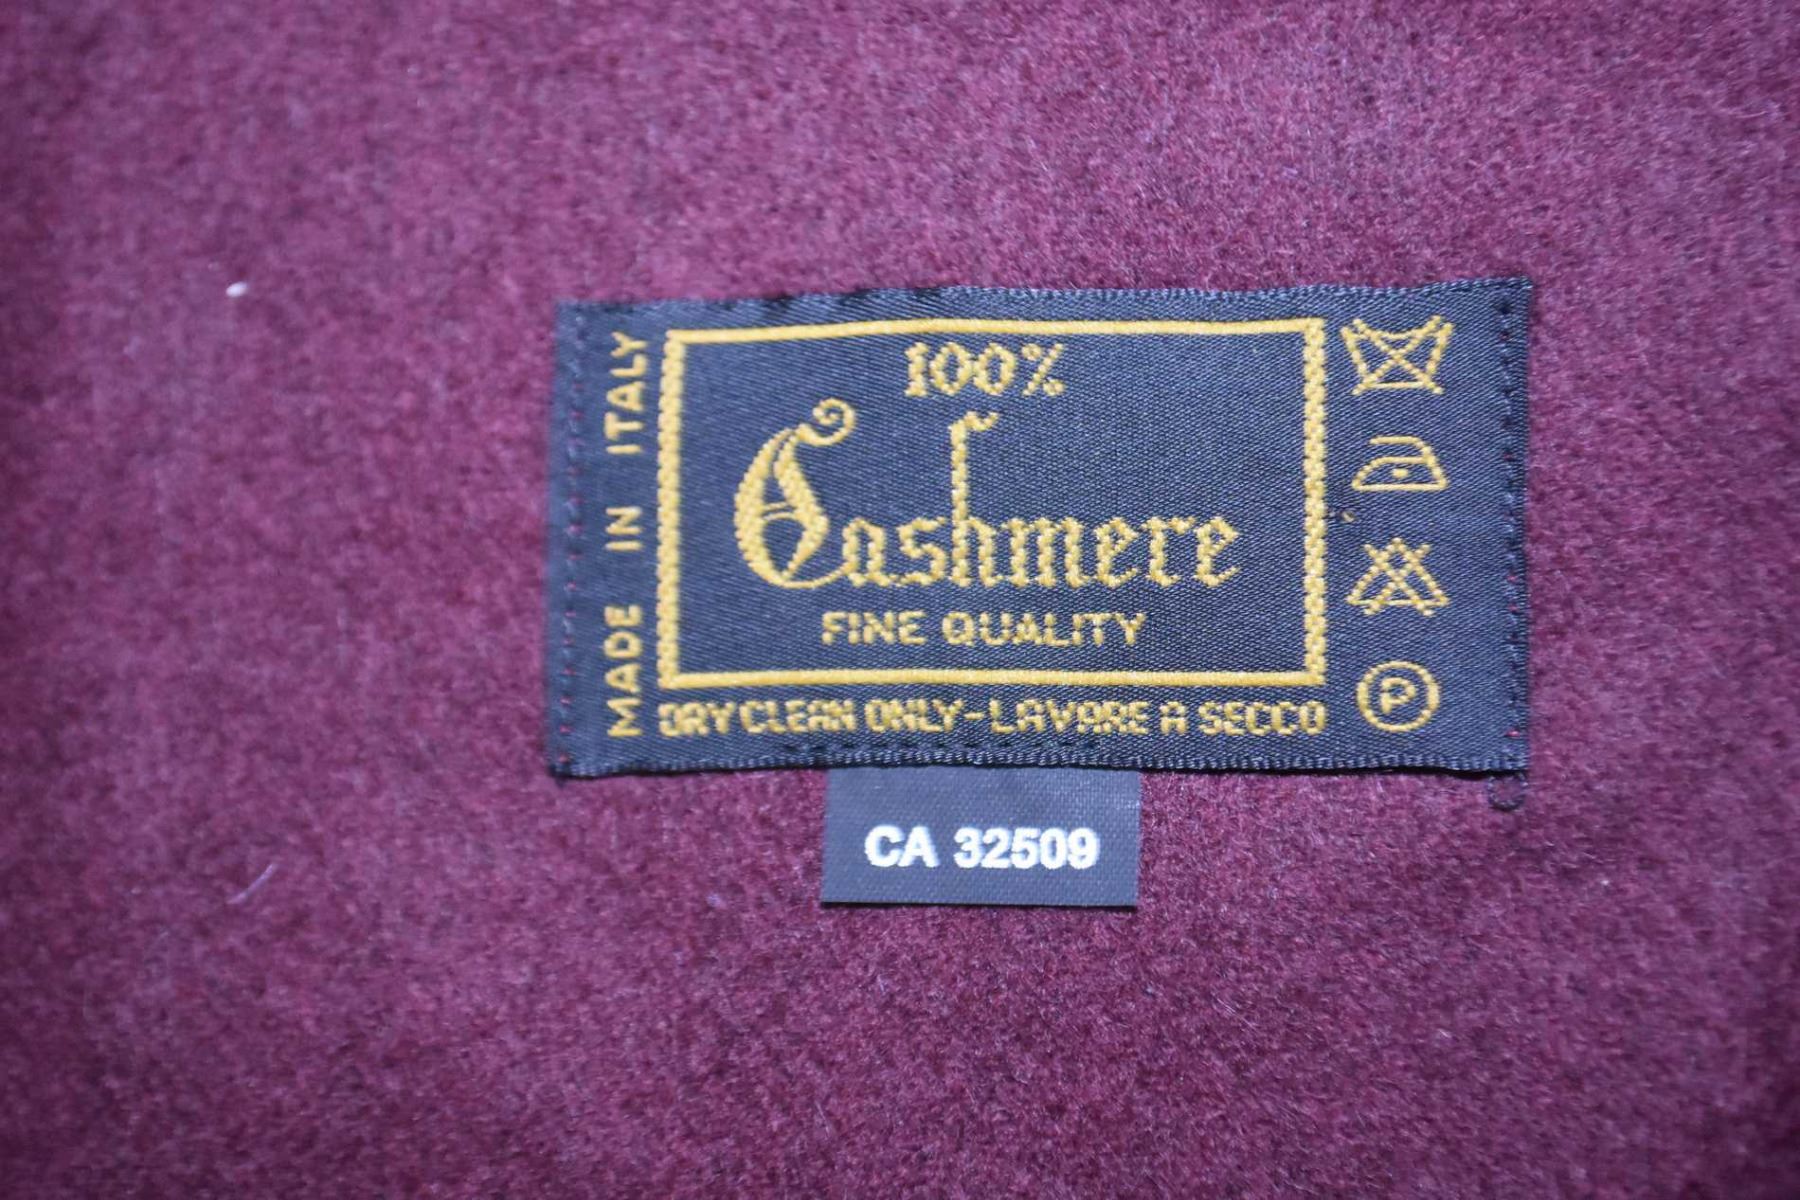 MADE IN ITALY
100%
Cashmere
FINE QUALITY
DRY CLEAN ONLY-LAVARE A SECCO
P
CA 32509